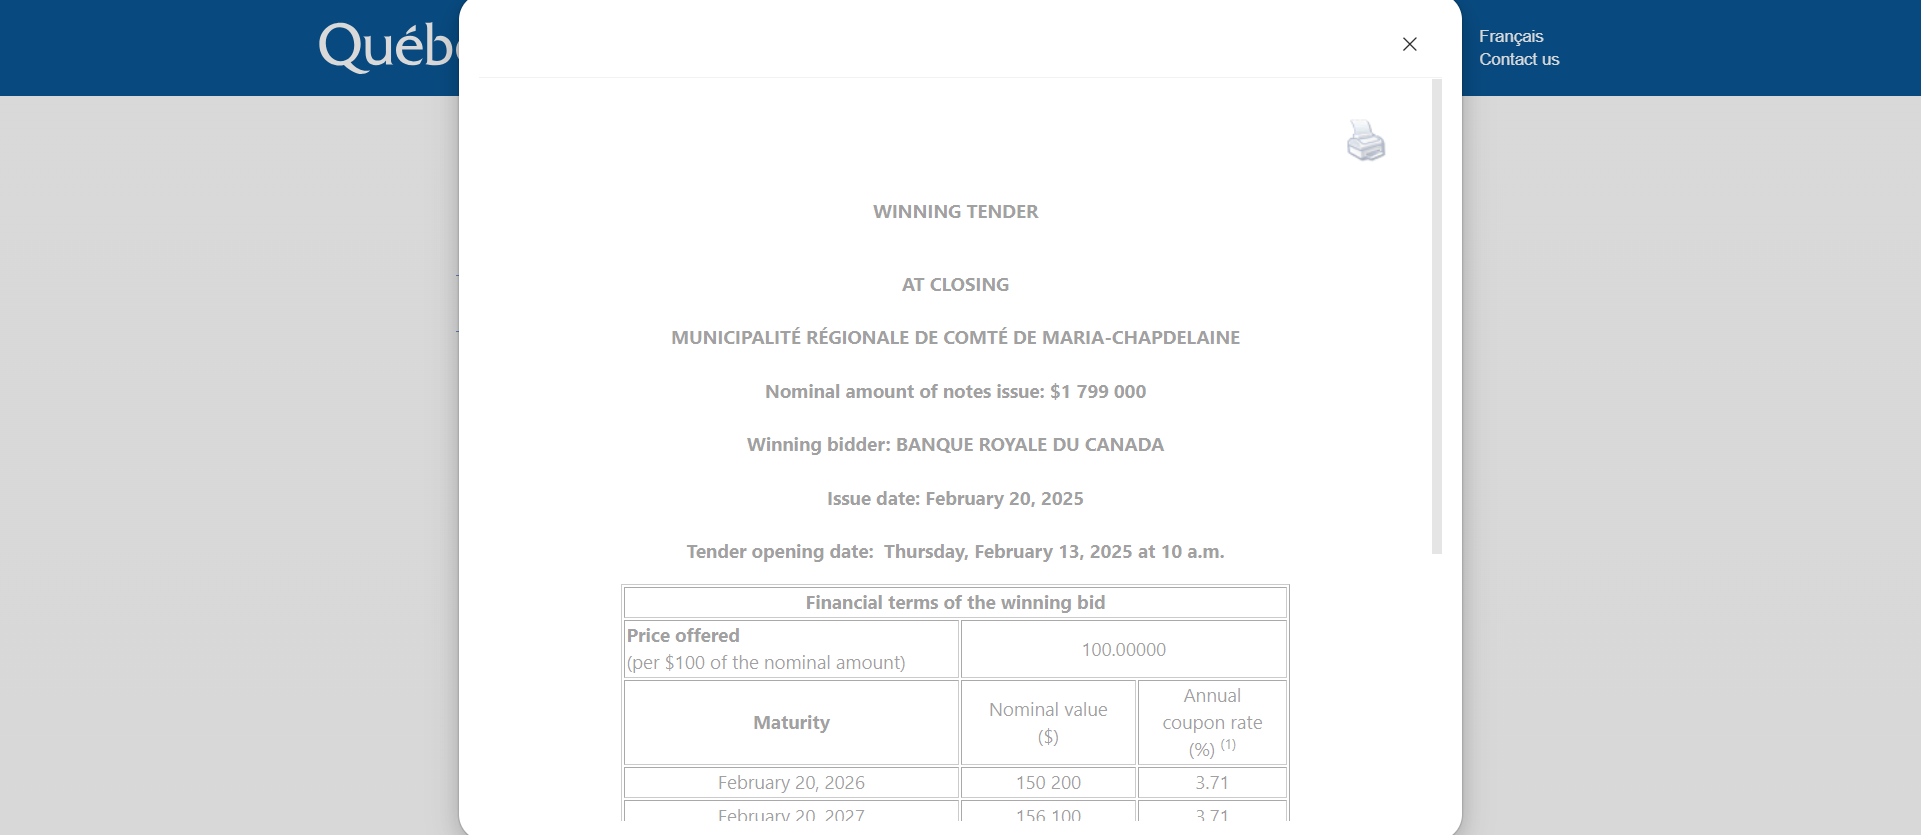 Français
Contact us
WINNING TENDER
AT CLOSING
MUNICIPALITÉ RÉGIONALE DE COMTÉ DE MARIA-CHAPDELAINE
Nominal amount of notes issue: $1 799 000
Winning bidder: BANQUE ROYALE DU CANADA
Issue date: February 20, 2025
Tender opening date: Thursday, February 13, 2025 at 10 a.m.
Financial terms of the winning bid
Price offered
(per $100 of the nominal amount)
100.00000
Maturity
Nominal value
($)
Annual
coupon rate
(%) (1)
February 20, 2026 150 200 3.71
February 20, 2027 156 100 3.71